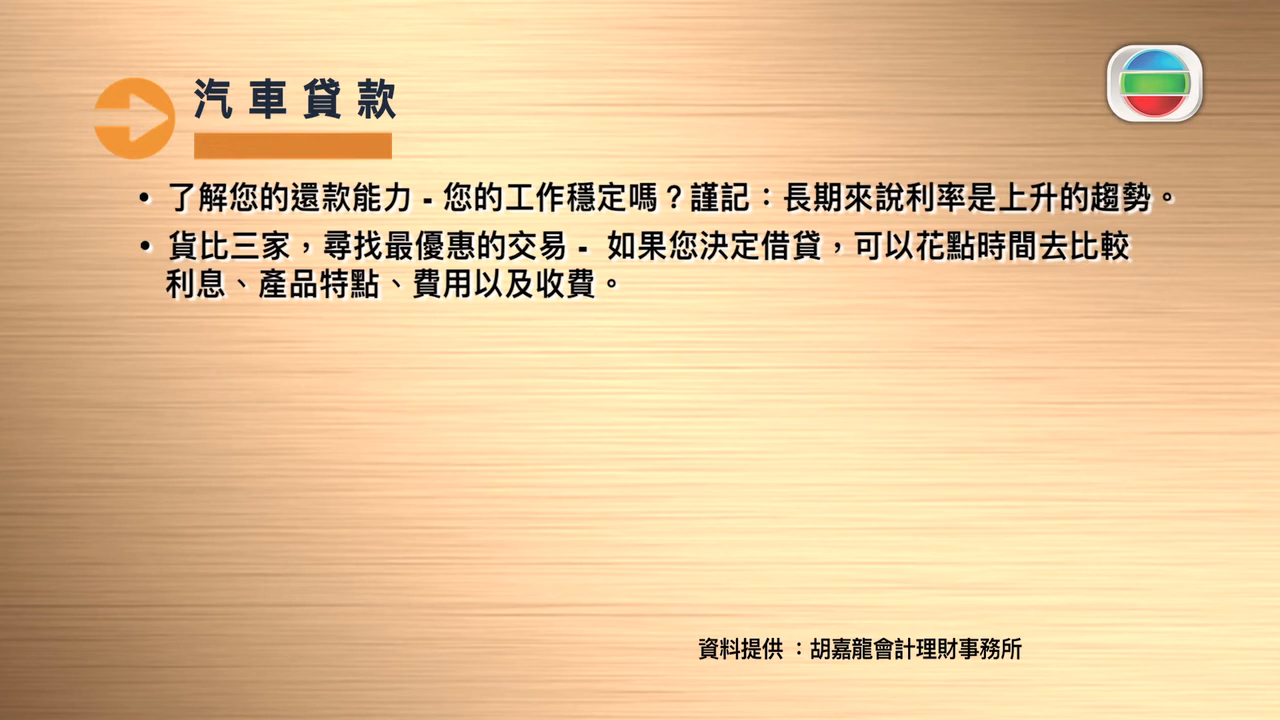 汽車貸款
• 了解您的還款能力 - 您的工作穩定嗎？謹記：長期來說利率是上升的趨勢。
• 貨比三家，尋找最優惠的交易 - 如果您決定借貸，可以花點時間去比較
利息、產品特點、費用以及收費。
資料提供 ：胡嘉龍會計理財事務所